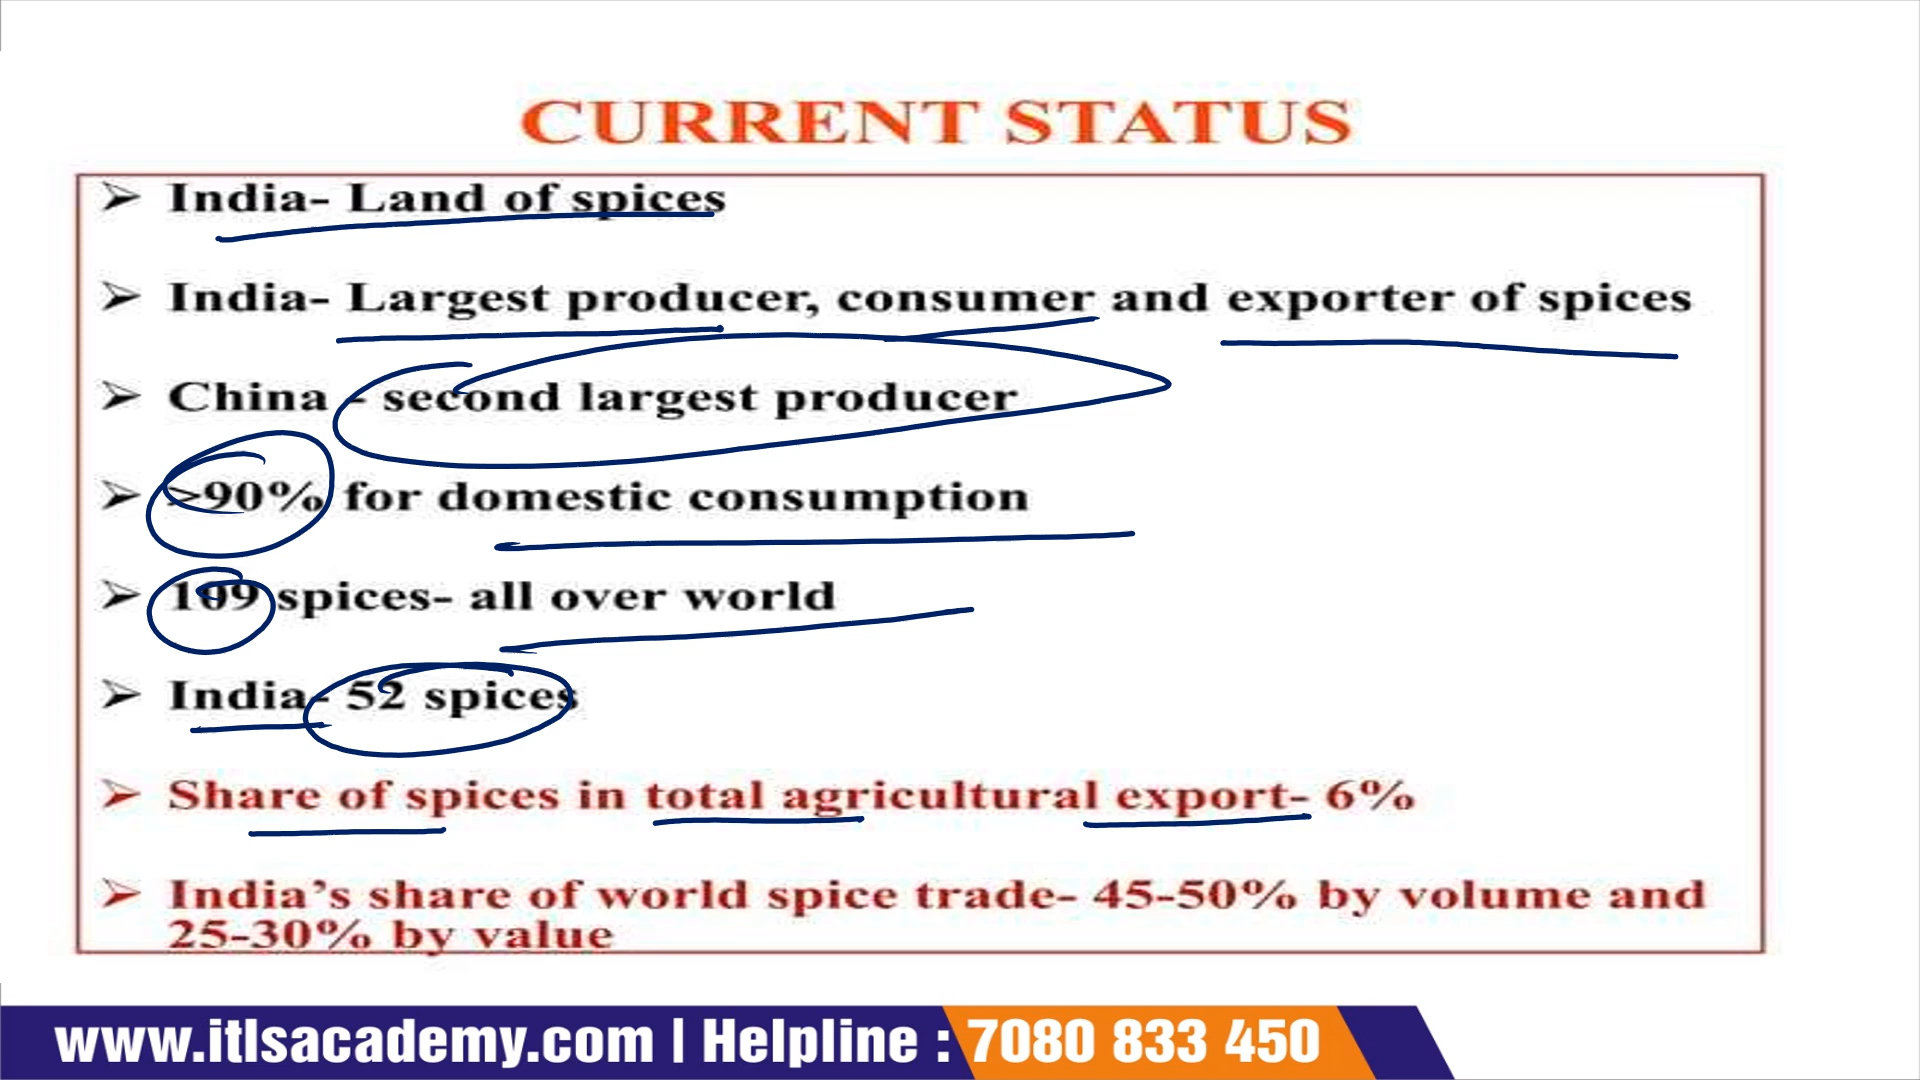 CURRENT STATUS
➢ India- Land of spices
➢ India- Largest producer, consumer and exporter of spices
➢ China - second largest producer
➢ >90% for domestic consumption
➢ 109 spices- all over world
➢ India- 52 spices
➢ Share of spices in total agricultural export- 6%
➢ India’s share of world spice trade- 45-50% by volume and
25-30% by value
www.itlsacademy.com | Helpline : 7080 833 450